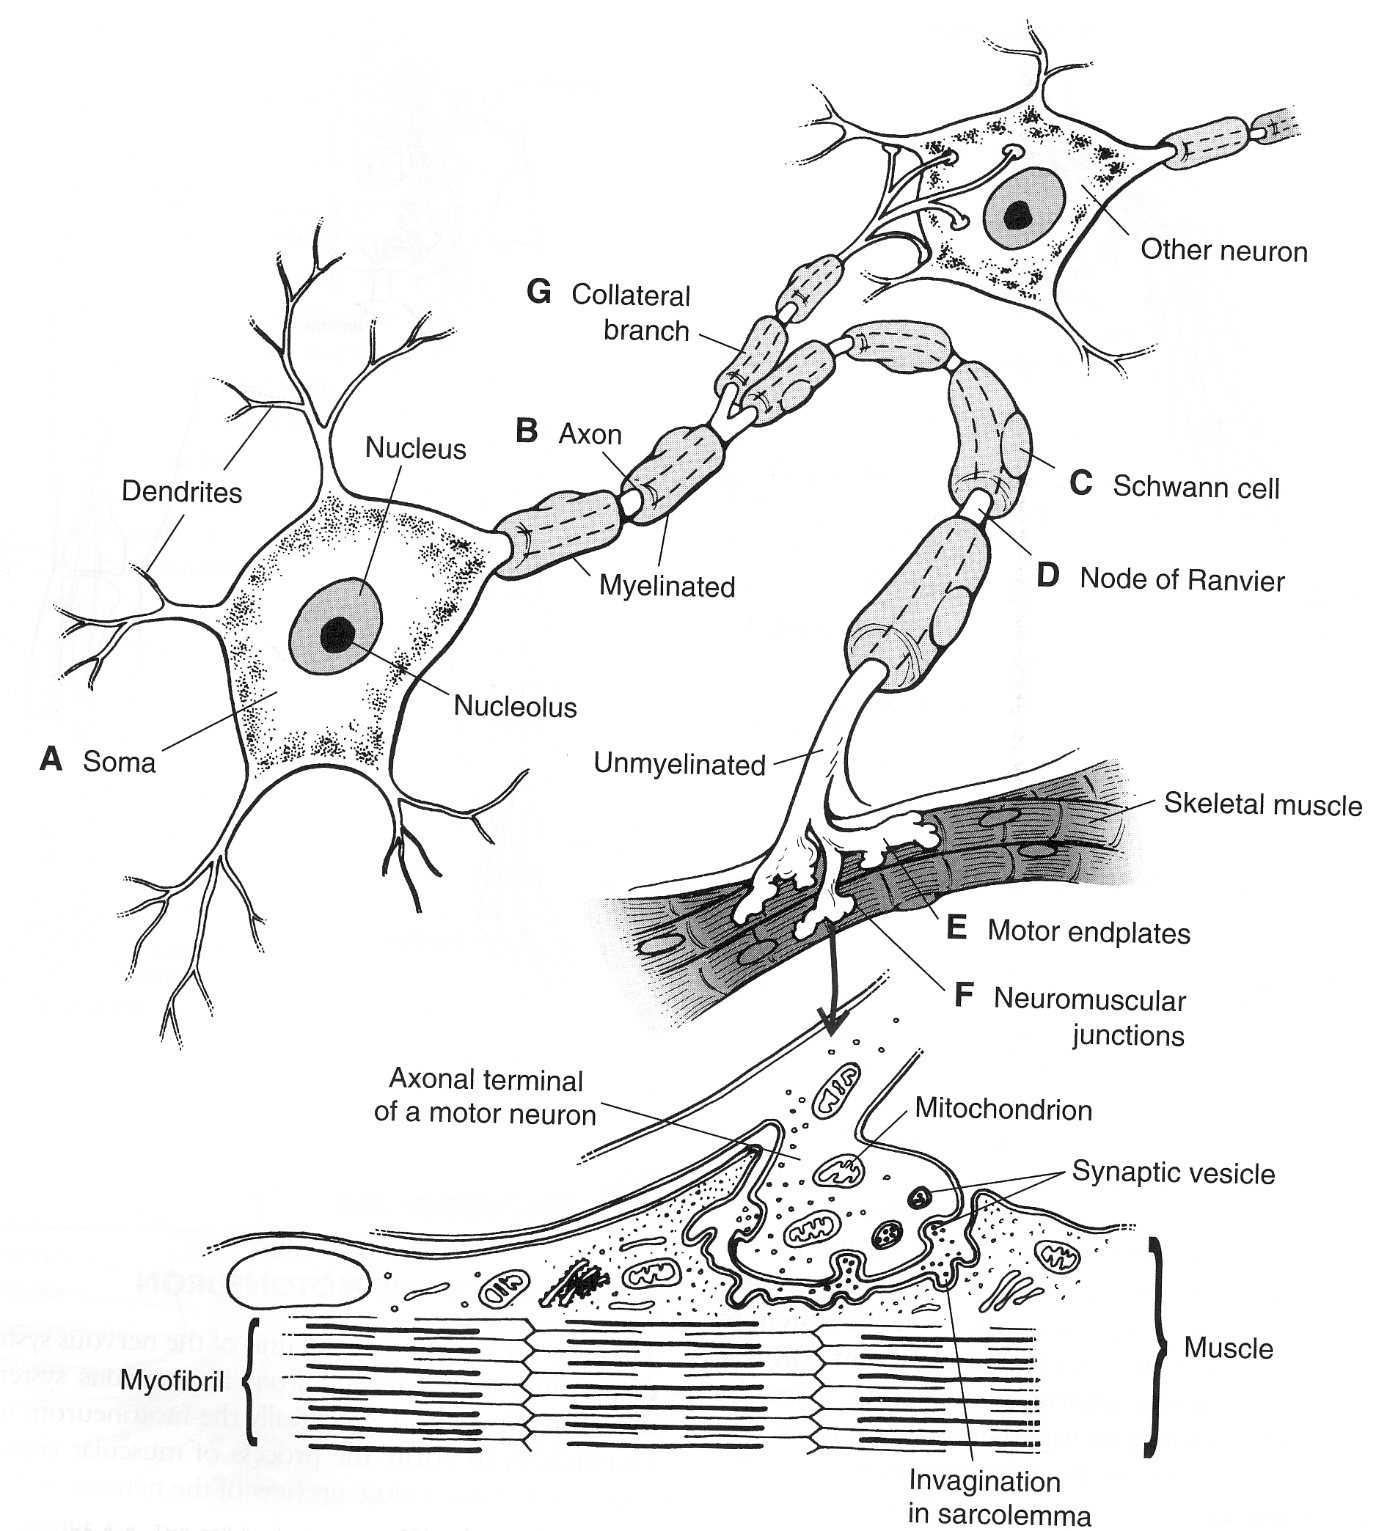 Other neuron
G Collateral
branch
B Axon
Nucleus
Dendrites
C Schwann cell
D Node of Ranvier
Myelinated
Nucleolus
A Soma
Unmyelinated
Skeletal muscle
E Motor endplates
F Neuromuscular
junctions
Axonal terminal
of a motor neuron
Mitochondrion
Synaptic vesicle
Muscle
Myofibril
Invagination
in sarcolemma